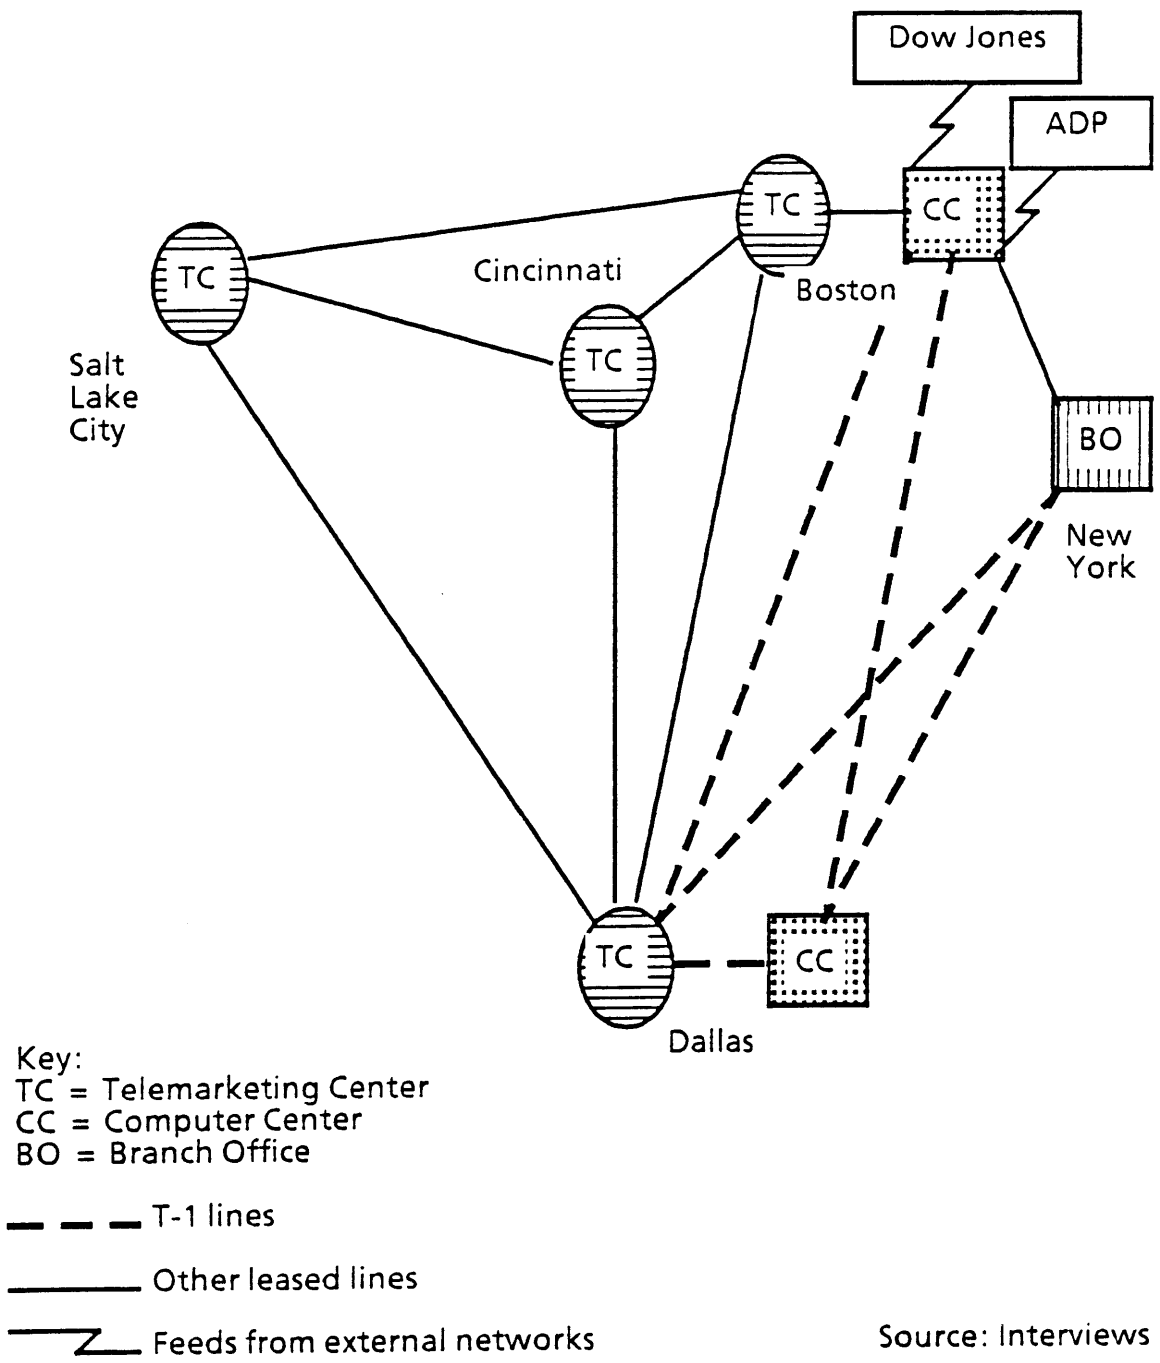 Dow Jones
ADP
TC
CC
TC
Cincinnati
Boston
TC
Salt
Lake
City
BO
New
York
TC
CC
Dallas
Key:
TC = Telemarketing Center
CC = Computer Center
BO = Branch Office
T-1 lines
Other leased lines
Feeds from external networks
Source: Interviews